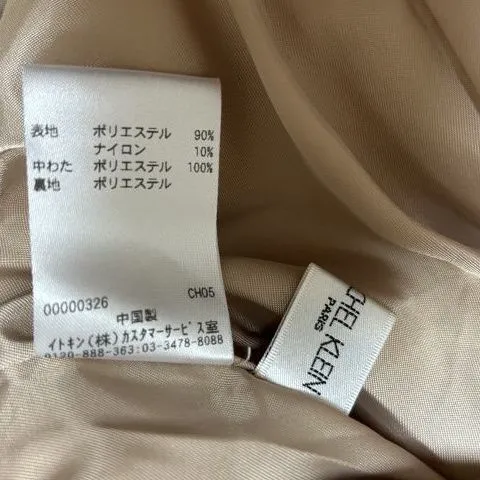 表地 ポリエステル 90%
ナイロン 10%
中わた ポリエステル 100%
裏地 ポリエステル
00000326 CH05
中国製
イトキン(株)カスタマーサービス室
0120-888-363:03-3478-8088
CHEL KLEIN
PARIS